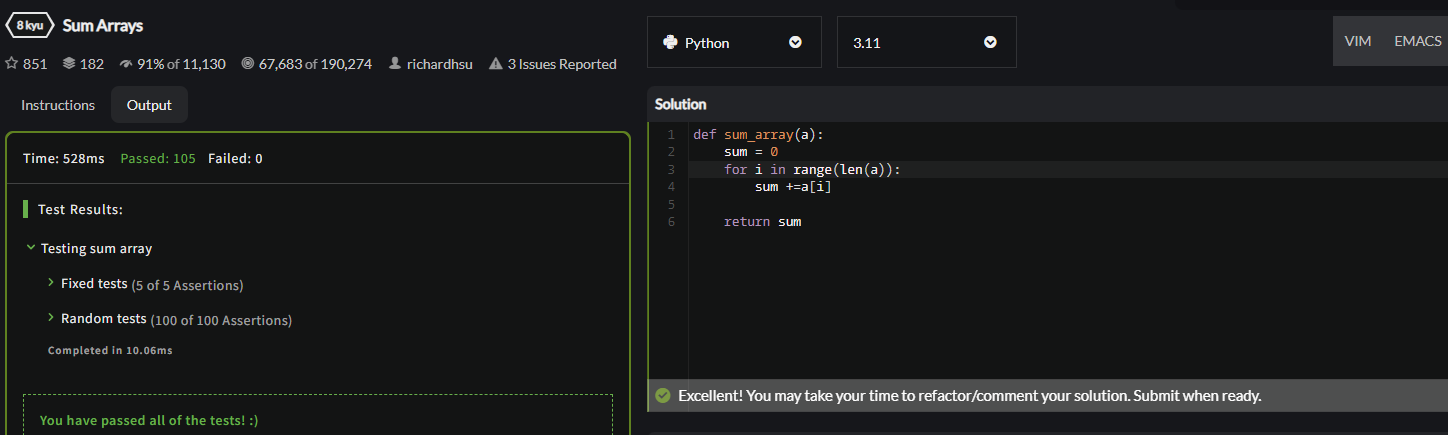 8 kyu Sum Arrays
851 182 91% of 11,130 67,683 of 190,274 richardhsu 3 Issues Reported
Instructions Output
Time: 528ms Passed: 105 Failed: 0
Test Results:
Testing sum array
Fixed tests (5 of 5 Assertions)
Random tests (100 of 100 Assertions)
Completed in 10.06ms
You have passed all of the tests! :)
Python 3.11 VIM EMACS
Solution
1 def sum_array(a):
2     sum = 0
3     for i in range(len(a)):
4         sum +=a[i]
5
6     return sum
Excellent! You may take your time to refactor/comment your solution. Submit when ready.